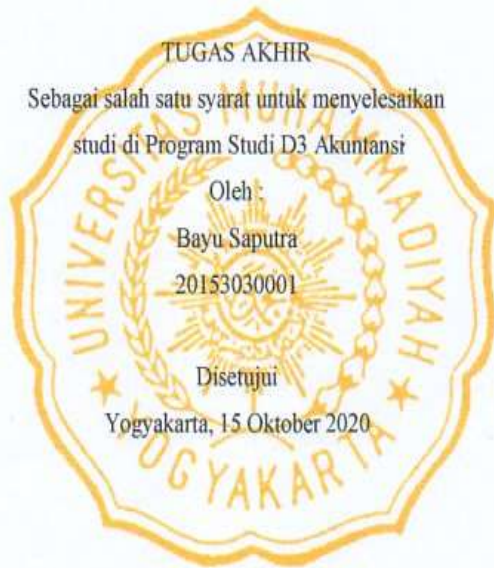 TUGAS AKHIR
Sebagai salah satu syarat untuk menyelesaikan
studi di Program Studi D3 Akuntansi
Oleh :
Bayu Saputra
20153030001
Disetujui
Yogyakarta, 15 Oktober 2020
UNIVERSITAS MUHAMMADIYAH
YOGYAKARTA